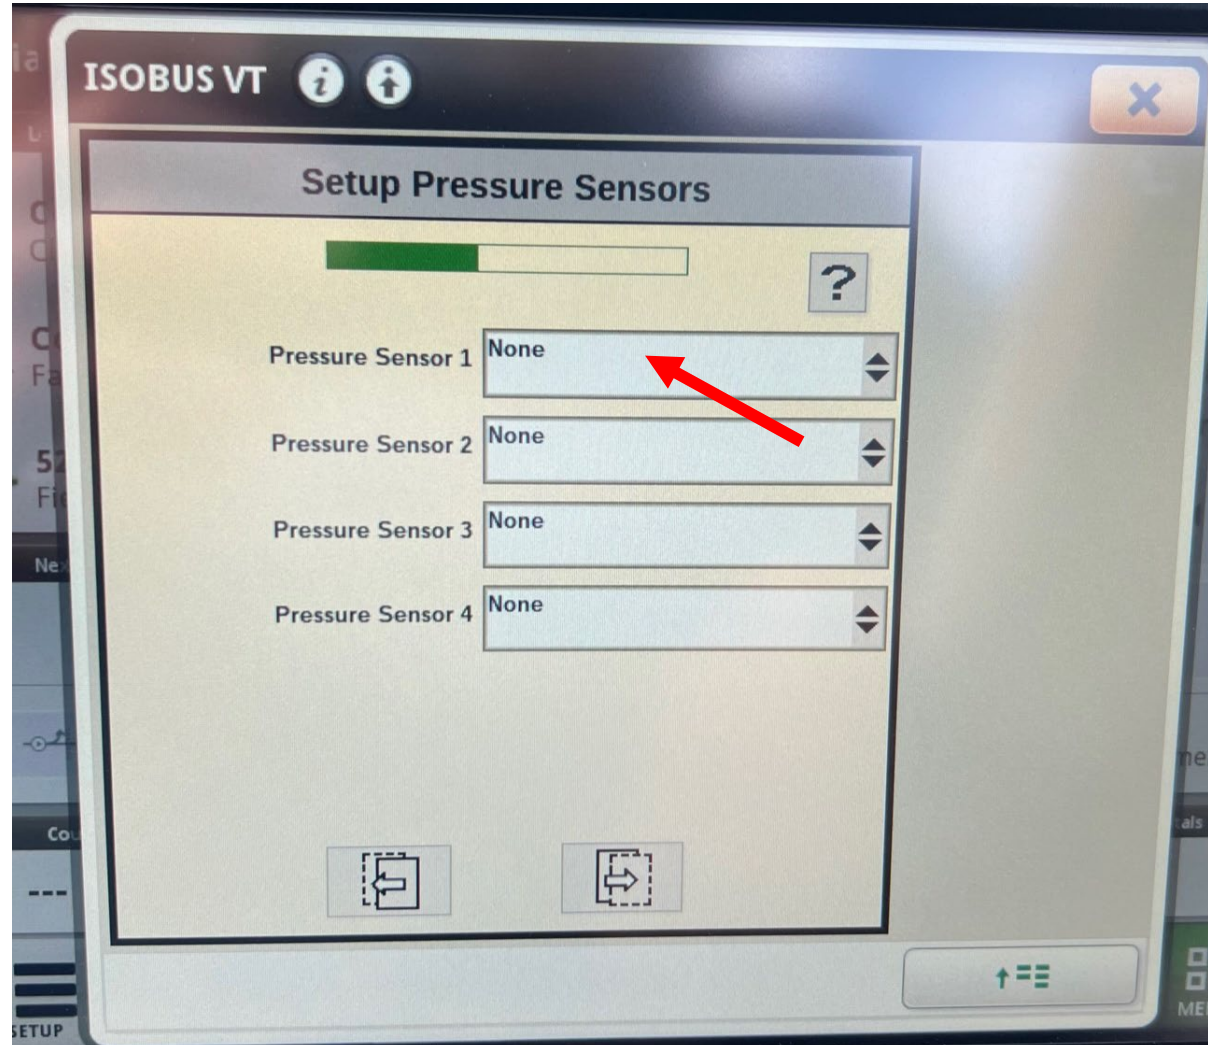 ISOBUS VT
Setup Pressure Sensors
?
Pressure Sensor 1 None
Pressure Sensor 2 None
Pressure Sensor 3 None
Pressure Sensor 4 None
SETUP